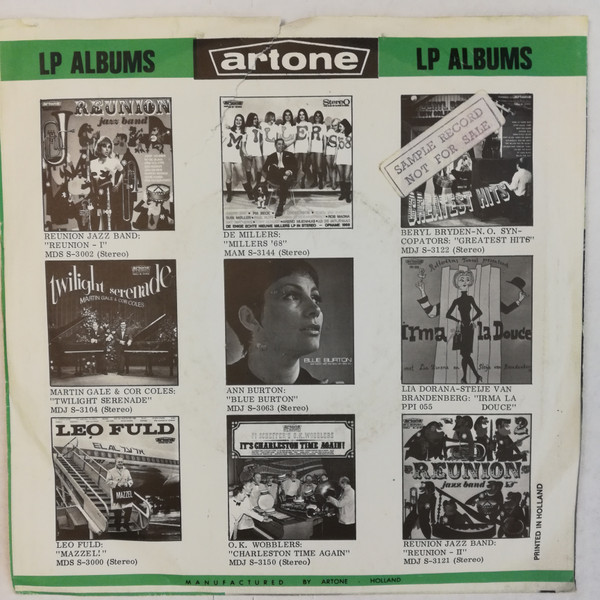 LP ALBUMS
artone
LP ALBUMS
REUNION
jazz band
REUNION JAZZ BAND:
"REUNION - I"
MDS S-3002 (Stereo)
StereO
MILLERS'68
DE MILLERS:
"MILLERS '68"
MAM S-3144 (Stereo)
SAMPLE RECORD
NOT FOR SALE
GREATEST HITS
BERYL BRYDEN-N.O. SYN-
COPATORS: "GREATEST HITS"
MDJ S-3122 (Stereo)
twilight serenade
MARTIN GALE & COR COLES
MARTIN GALE & COR COLES:
"TWILIGHT SERENADE"
MDJ S-3104 (Stereo)
BLUE BURTON
ANN BURTON:
"BLUE BURTON"
MDJ S-3063 (Stereo)
Irma la Douce
LIA DORANA-STEIJE VAN
BRANDENBERG: "IRMA LA
PPI 055 DOUCE"
LEO FULD
MAZZEL
LEO FULD:
"MAZZEL!"
MDS S-3000 (Stereo)
IT'S CHARLESTON TIME AGAIN!
O.K. WOBBLERS:
"CHARLESTON TIME AGAIN"
MDJ S-3150 (Stereo)
REUNION
jazz band
REUNION JAZZ BAND:
"REUNION - II"
MDJ S-3121 (Stereo)
PRINTED IN HOLLAND
MANUFACTURED BY ARTONE - HOLLAND